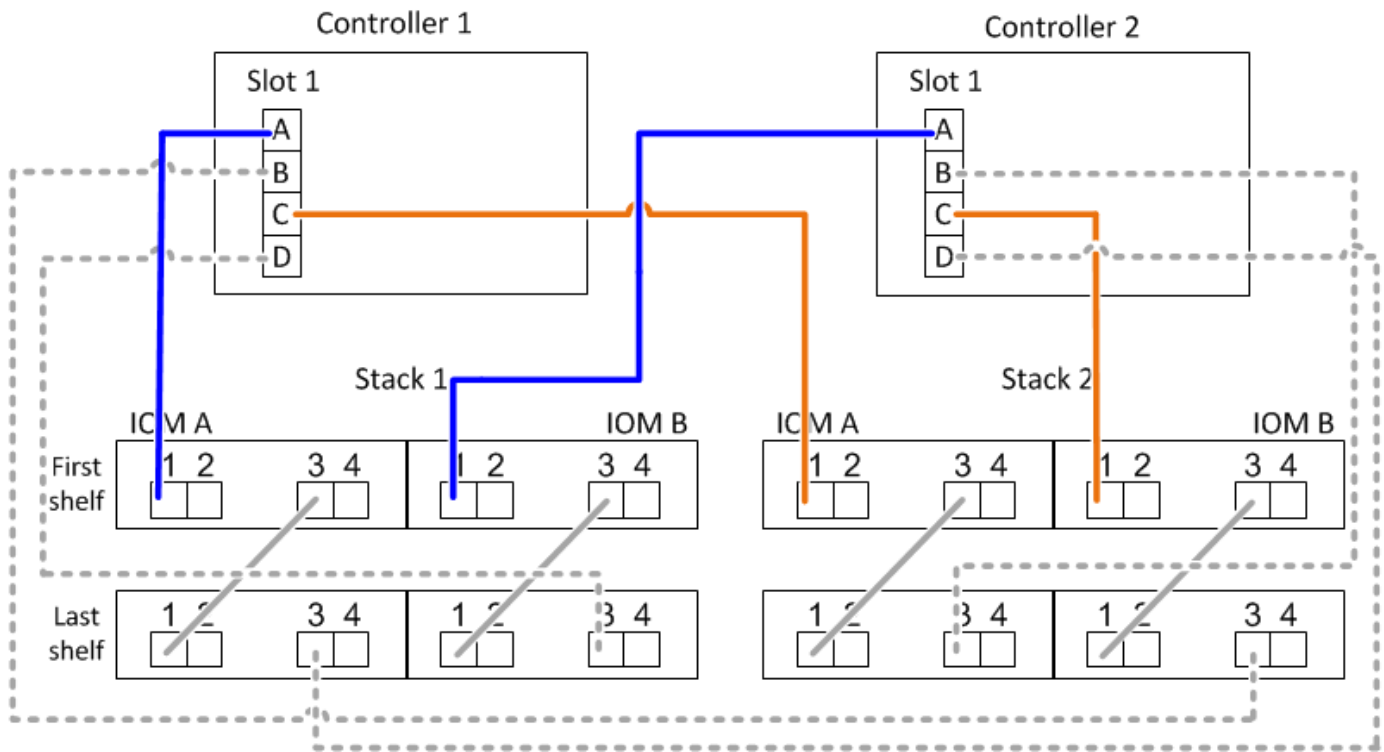 Controller 1
Controller 2
Slot 1
Slot 1
A
A
B
B
C
C
D
D
Stack 1
Stack 2
IOM A
IOM B
IOM A
IOM B
First shelf
1 2 3 4 1 2 3 4 1 2 3 4 1 2 3 4
Last shelf
1 2 3 4 1 2 3 4 1 2 3 4 1 2 3 4